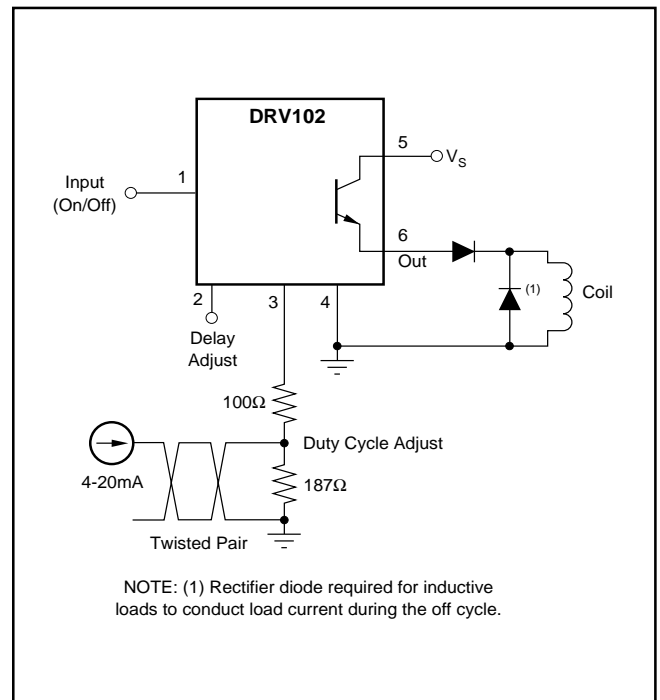 DRV102
5
V_S
Input
(On/Off)
1
6
Out
(1)
Coil
2
3
4
Delay
Adjust
100Ω
Duty Cycle Adjust
4-20mA
187Ω
Twisted Pair
NOTE: (1) Rectifier diode required for inductive
loads to conduct load current during the off cycle.